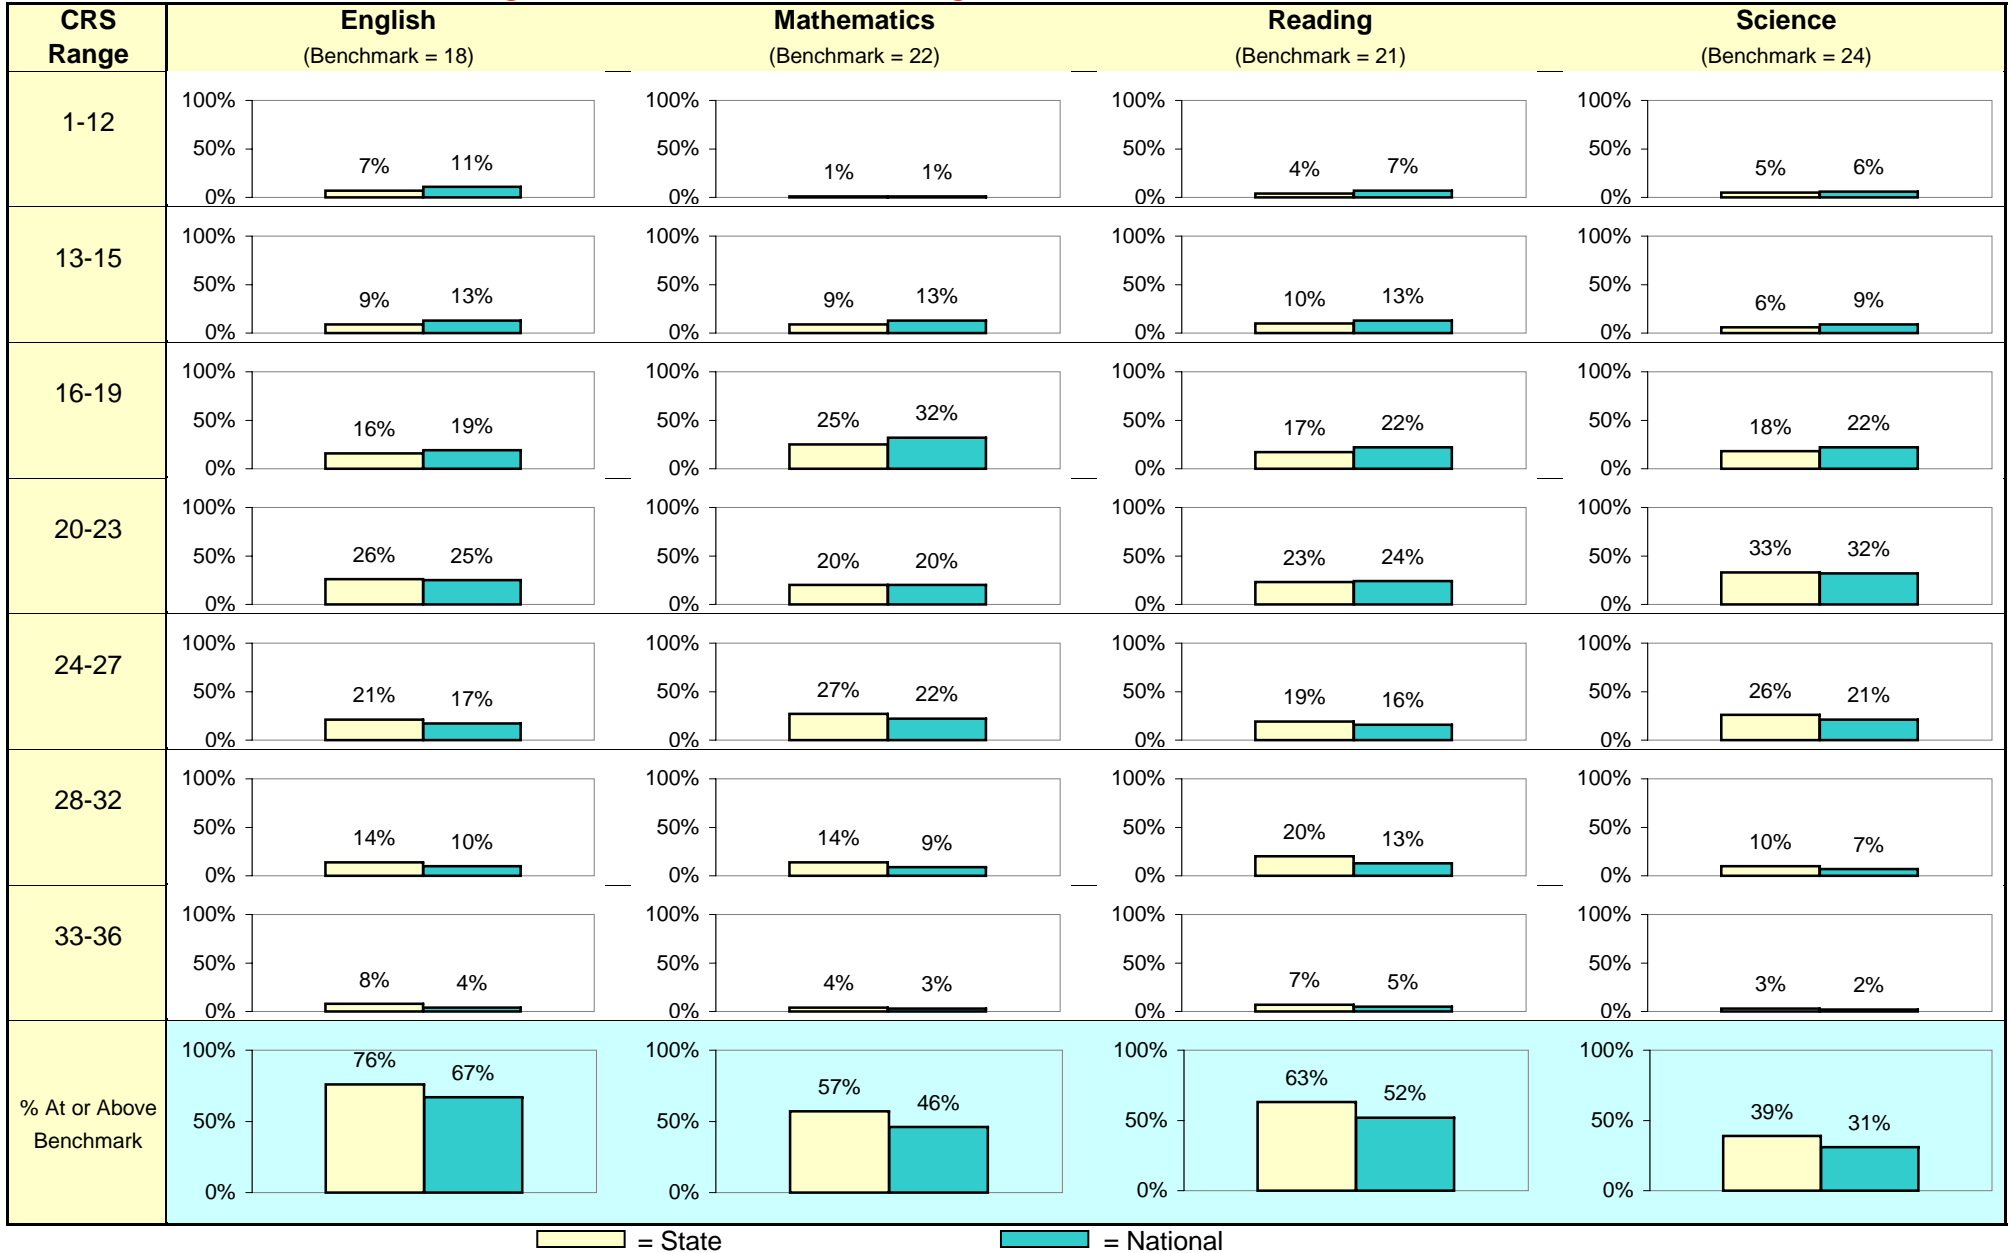 CRS Range English Mathematics Reading Science
(Benchmark = 18) (Benchmark = 22) (Benchmark = 21) (Benchmark = 24)
1-12
100% 100% 100% 100%
50% 7% 11% 50% 1% 1% 50% 4% 7% 50% 5% 6%
0% 0% 0% 0%
13-15
100% 100% 100% 100%
50% 9% 13% 50% 9% 13% 50% 10% 13% 50% 6% 9%
0% 0% 0% 0%
16-19
100% 100% 100% 100%
50% 16% 19% 50% 25% 32% 50% 17% 22% 50% 18% 22%
0% 0% 0% 0%
20-23
100% 100% 100% 100%
50% 26% 25% 50% 20% 20% 50% 23% 24% 50% 33% 32%
0% 0% 0% 0%
24-27
100% 100% 100% 100%
50% 21% 17% 50% 27% 22% 50% 19% 16% 50% 26% 21%
0% 0% 0% 0%
28-32
100% 100% 100% 100%
50% 14% 10% 50% 14% 9% 50% 20% 13% 50% 10% 7%
0% 0% 0% 0%
33-36
100% 100% 100% 100%
50% 8% 4% 50% 4% 3% 50% 7% 5% 50% 3% 2%
0% 0% 0% 0%
% At or Above
Benchmark
100% 76% 67% 100% 57% 46% 100% 63% 52% 100% 39% 31%
50% 50% 50% 50%
0% 0% 0% 0%
= State = National